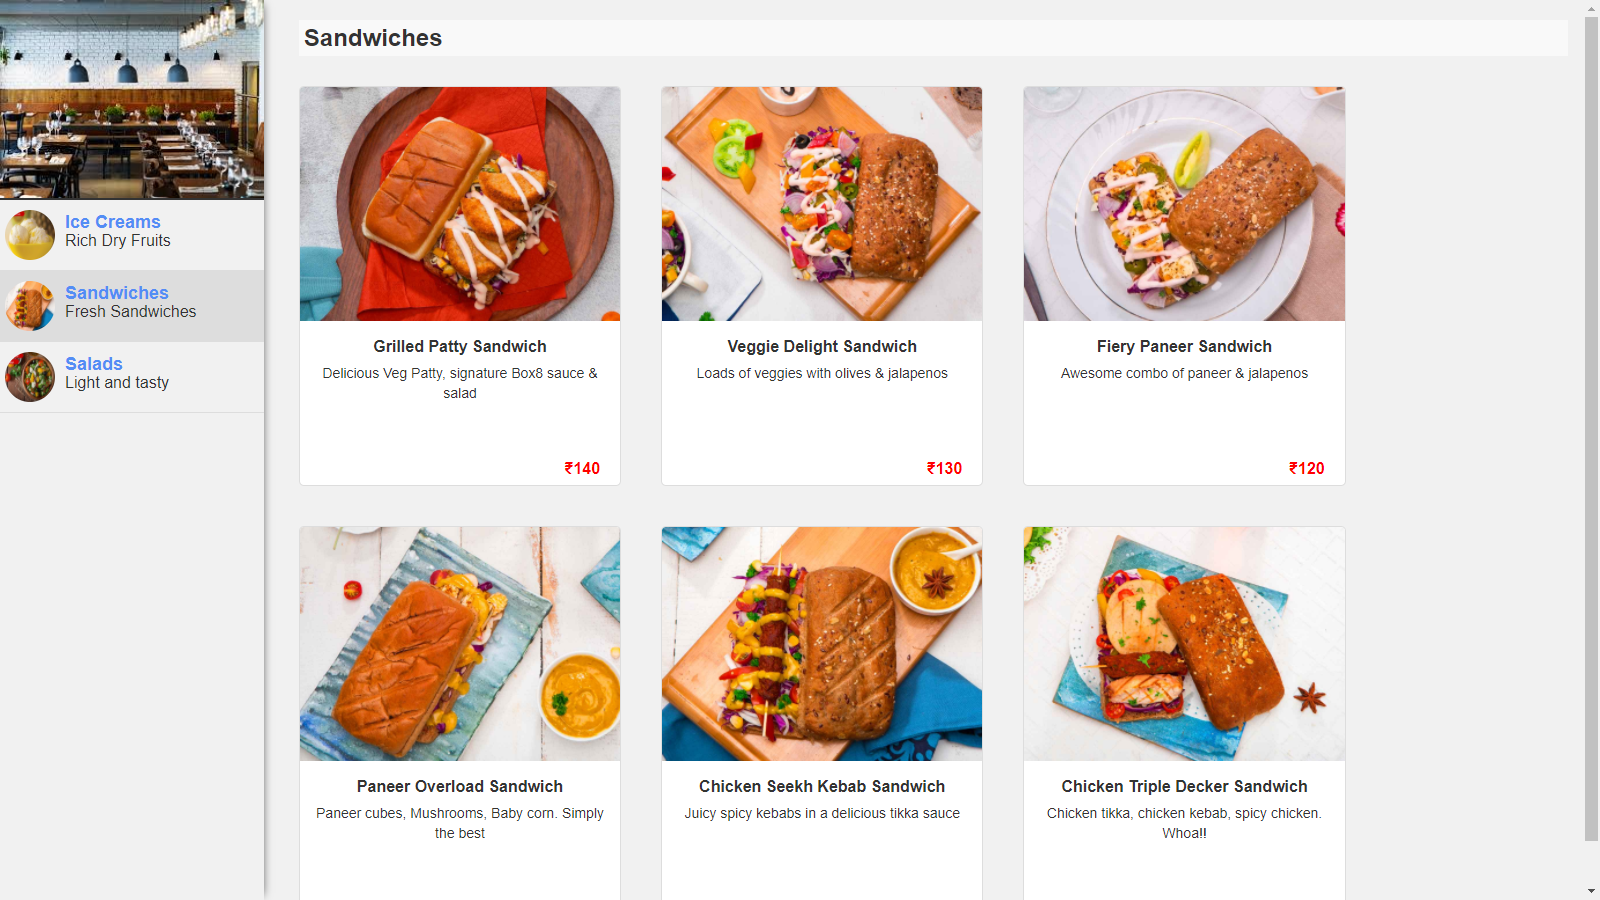 Sandwiches
Ice Creams
Rich Dry Fruits
Sandwiches
Fresh Sandwiches
Salads
Light and tasty
Grilled Patty Sandwich
Delicious Veg Patty, signature Box8 sauce &
salad
₹140
Veggie Delight Sandwich
Loads of veggies with olives & jalapenos
₹130
Fiery Paneer Sandwich
Awesome combo of paneer & jalapenos
₹120
Paneer Overload Sandwich
Paneer cubes, Mushrooms, Baby corn. Simply
the best
Chicken Seekh Kebab Sandwich
Juicy spicy kebabs in a delicious tikka sauce
Chicken Triple Decker Sandwich
Chicken tikka, chicken kebab, spicy chicken.
Whoa!!